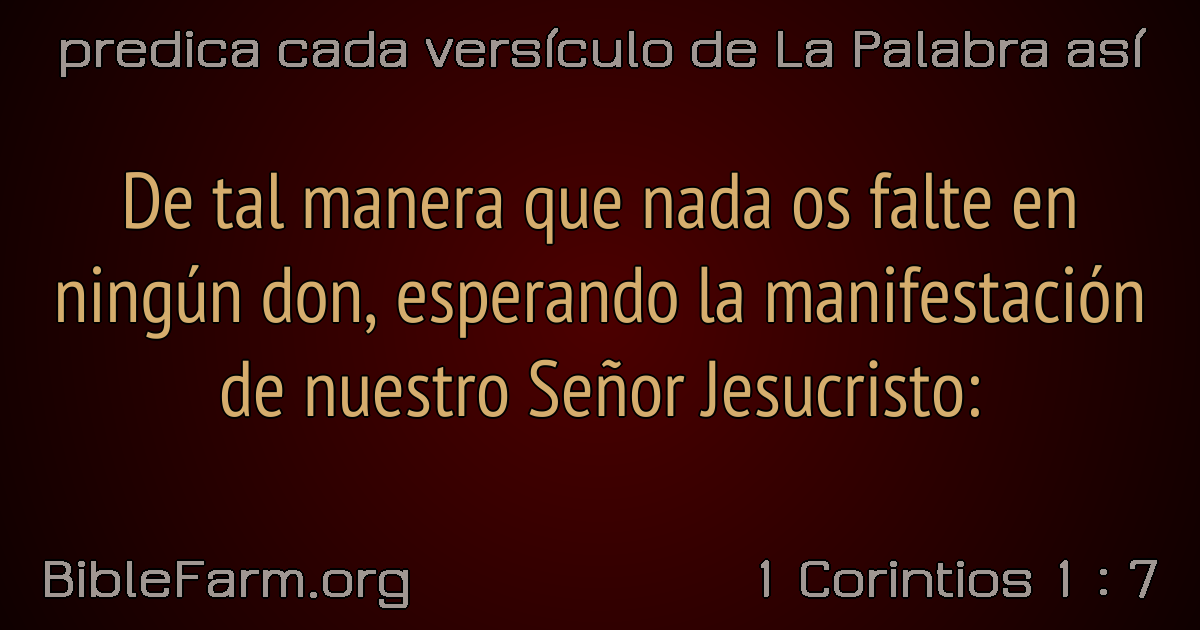 predica cada versículo de La Palabra así
De tal manera que nada os falte en
ningún don, esperando la manifestación
de nuestro Señor Jesucristo:
BibleFarm.org
1 Corintios 1 : 7